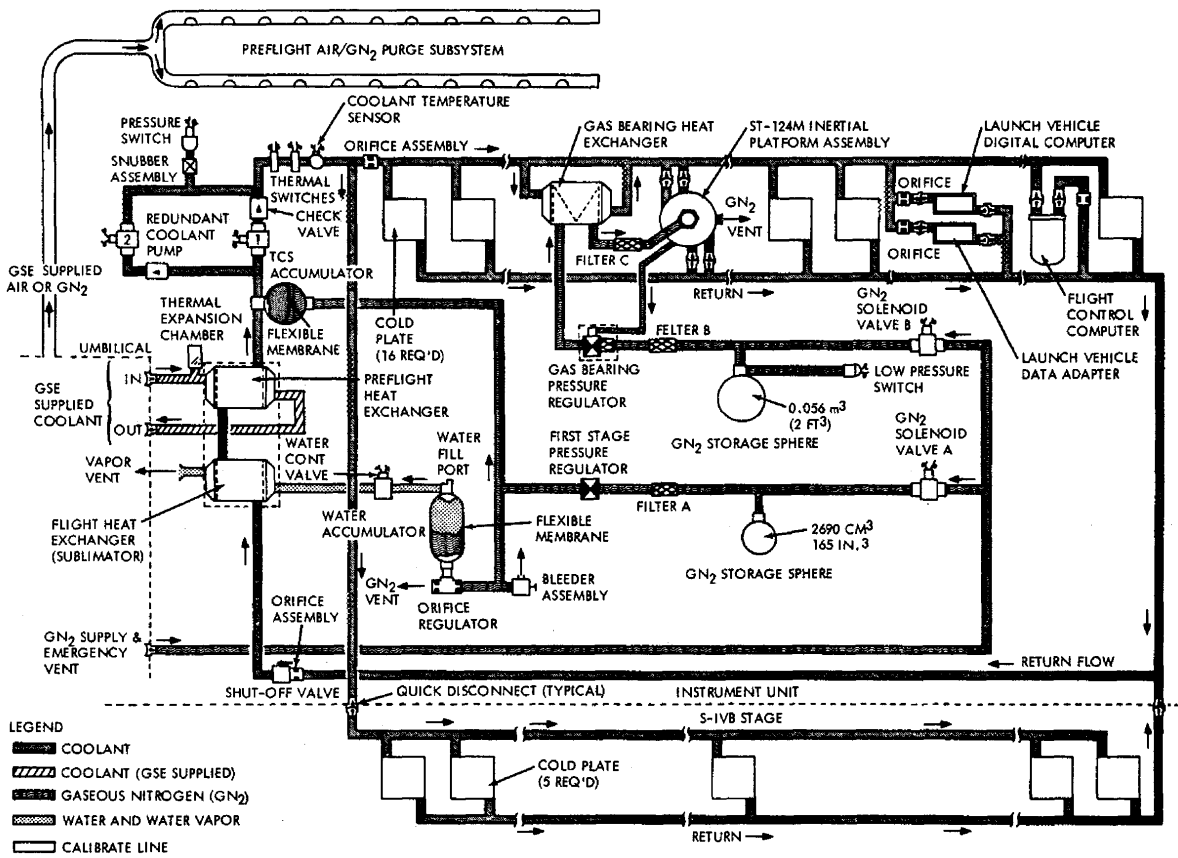 PREFLIGHT AIR/GN2 PURGE SUBSYSTEM
COOLANT TEMPERATURE
SENSOR
PRESSURE
SWITCH
SNUBBER
ASSEMBLY
ORIFICE ASSEMBLY
GAS BEARING HEAT
EXCHANGER
ST-124M INERTIAL
PLATFORM ASSEMBLY
LAUNCH VEHICLE
DIGITAL COMPUTER
THERMAL
SWITCHES
CHECK
VALVE
2
REDUNDANT
COOLANT
PUMP
1
ORIFICE
ORIFICE
GN2
VENT
FILTER C
TCS
ACCUMULATOR
GSE SUPPLIED
AIR OR GN2
THERMAL
EXPANSION
CHAMBER
FLEXIBLE
MEMBRANE
COLD
PLATE
(16 REQ'D)
RETURN
FELTER B
GN2
SOLENOID
VALVE B
FLIGHT
CONTROL
COMPUTER
LAUNCH VEHICLE
DATA ADAPTER
UMBILICAL
IN
GSE
SUPPLIED
COOLANT
OUT
PREFLIGHT
HEAT
EXCHANGER
GAS BEARING
PRESSURE
REGULATOR
LOW PRESSURE
SWITCH
0.056 m3
(2 FT3)
GN2 STORAGE SPHERE
VAPOR
VENT
WATER
CONT
VALVE
WATER
FILL
PORT
FIRST STAGE
PRESSURE
REGULATOR
GN2
SOLENOID
VALVE A
FLIGHT HEAT
EXCHANGER
(SUBLIMATOR)
WATER
ACCUMULATOR
FLEXIBLE
MEMBRANE
FILTER A
2690 CM3
165 IN.3
GN2 STORAGE SPHERE
GN2
VENT
ORIFICE
REGULATOR
BLEEDER
ASSEMBLY
ORIFICE
ASSEMBLY
GN2 SUPPLY &
EMERGENCY
VENT
RETURN FLOW
SHUT-OFF VALVE
QUICK DISCONNECT (TYPICAL)
INSTRUMENT UNIT
S-IVB STAGE
COLD PLATE
(5 REQ'D)
RETURN
LEGEND
COOLANT
COOLANT (GSE SUPPLIED)
GASEOUS NITROGEN (GN2)
WATER AND WATER VAPOR
CALIBRATE LINE